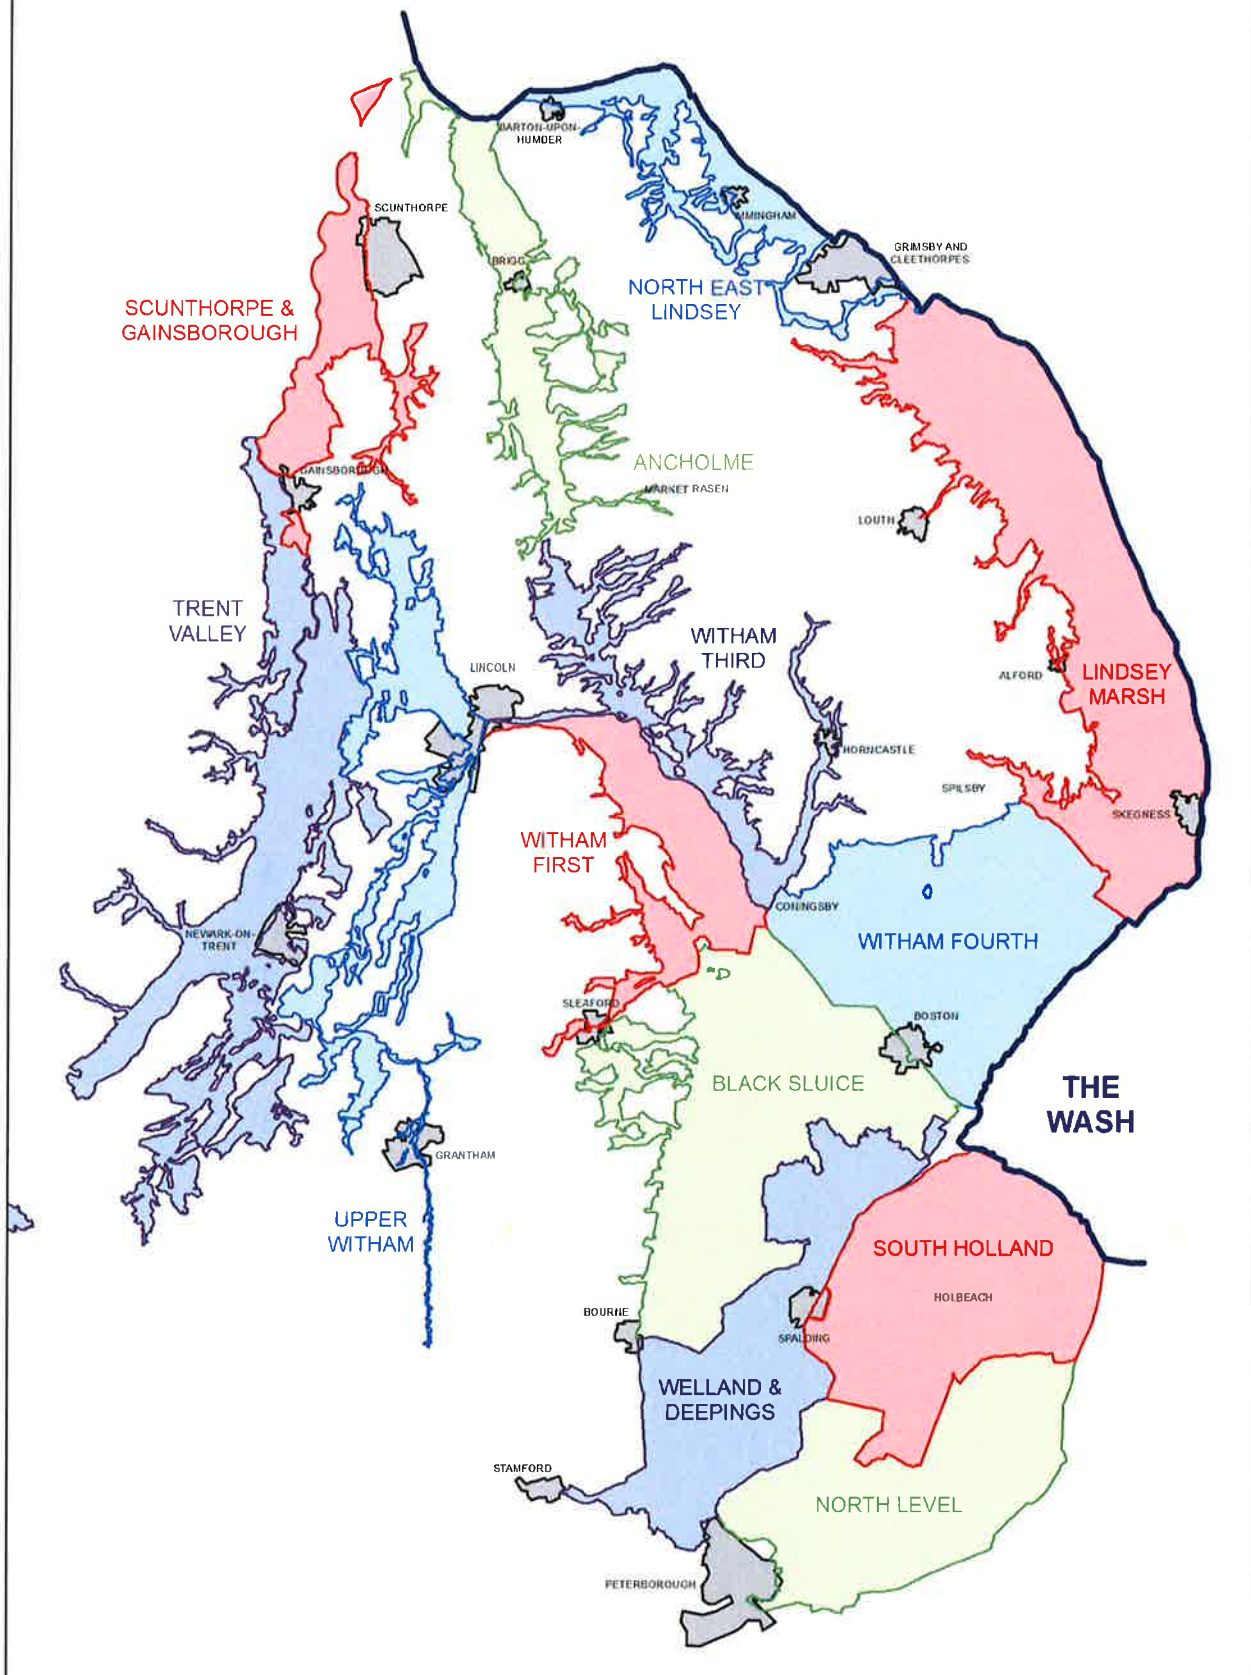 BARTON-UPON-
HUMBER
SCUNTHORPE
IMMINGHAM
GRIMSBY AND
CLEETHORPES
BRIGG
NORTH EAST
LINDSEY
SCUNTHORPE &
GAINSBOROUGH
ANCHOLME
GAINSBOROUGH
MARKET RASEN
LOUTH
TRENT
VALLEY
WITHAM
THIRD
LINCOLN
ALFORD
LINDSEY
MARSH
HORNCASTLE
SPILSBY
SKEGNESS
WITHAM
FIRST
CONINGSBY
NEWARK-ON-
TRENT
WITHAM FOURTH
SLEAFORD
BOSTON
BLACK SLUICE
THE
WASH
GRANTHAM
UPPER
WITHAM
SOUTH HOLLAND
HOLBEACH
BOURNE
SPALDING
WELLAND &
DEEPINGS
STAMFORD
NORTH LEVEL
PETERBOROUGH